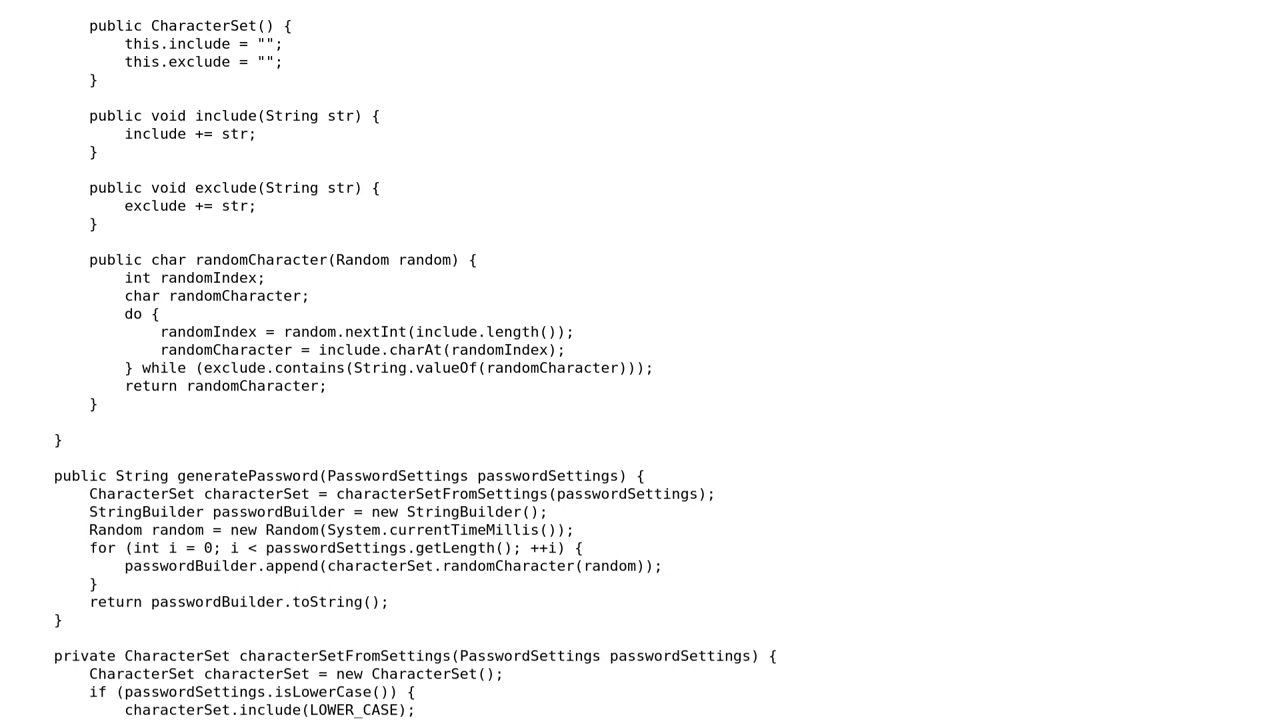 public CharacterSet() {
this.include = "";
this.exclude = "";
}
public void include(String str) {
include += str;
}
public void exclude(String str) {
exclude += str;
}
public char randomCharacter(Random random) {
int randomIndex;
char randomCharacter;
do {
randomIndex = random.nextInt(include.length());
randomCharacter = include.charAt(randomIndex);
} while (exclude.contains(String.valueOf(randomCharacter)));
return randomCharacter;
}
}
public String generatePassword(PasswordSettings passwordSettings) {
CharacterSet characterSet = characterSetFromSettings(passwordSettings);
StringBuilder passwordBuilder = new StringBuilder();
Random random = new Random(System.currentTimeMillis());
for (int i = 0; i < passwordSettings.getLength(); ++i) {
passwordBuilder.append(characterSet.randomCharacter(random));
}
return passwordBuilder.toString();
}
private CharacterSet characterSetFromSettings(PasswordSettings passwordSettings) {
CharacterSet characterSet = new CharacterSet();
if (passwordSettings.isLowerCase()) {
characterSet.include(LOWER_CASE);